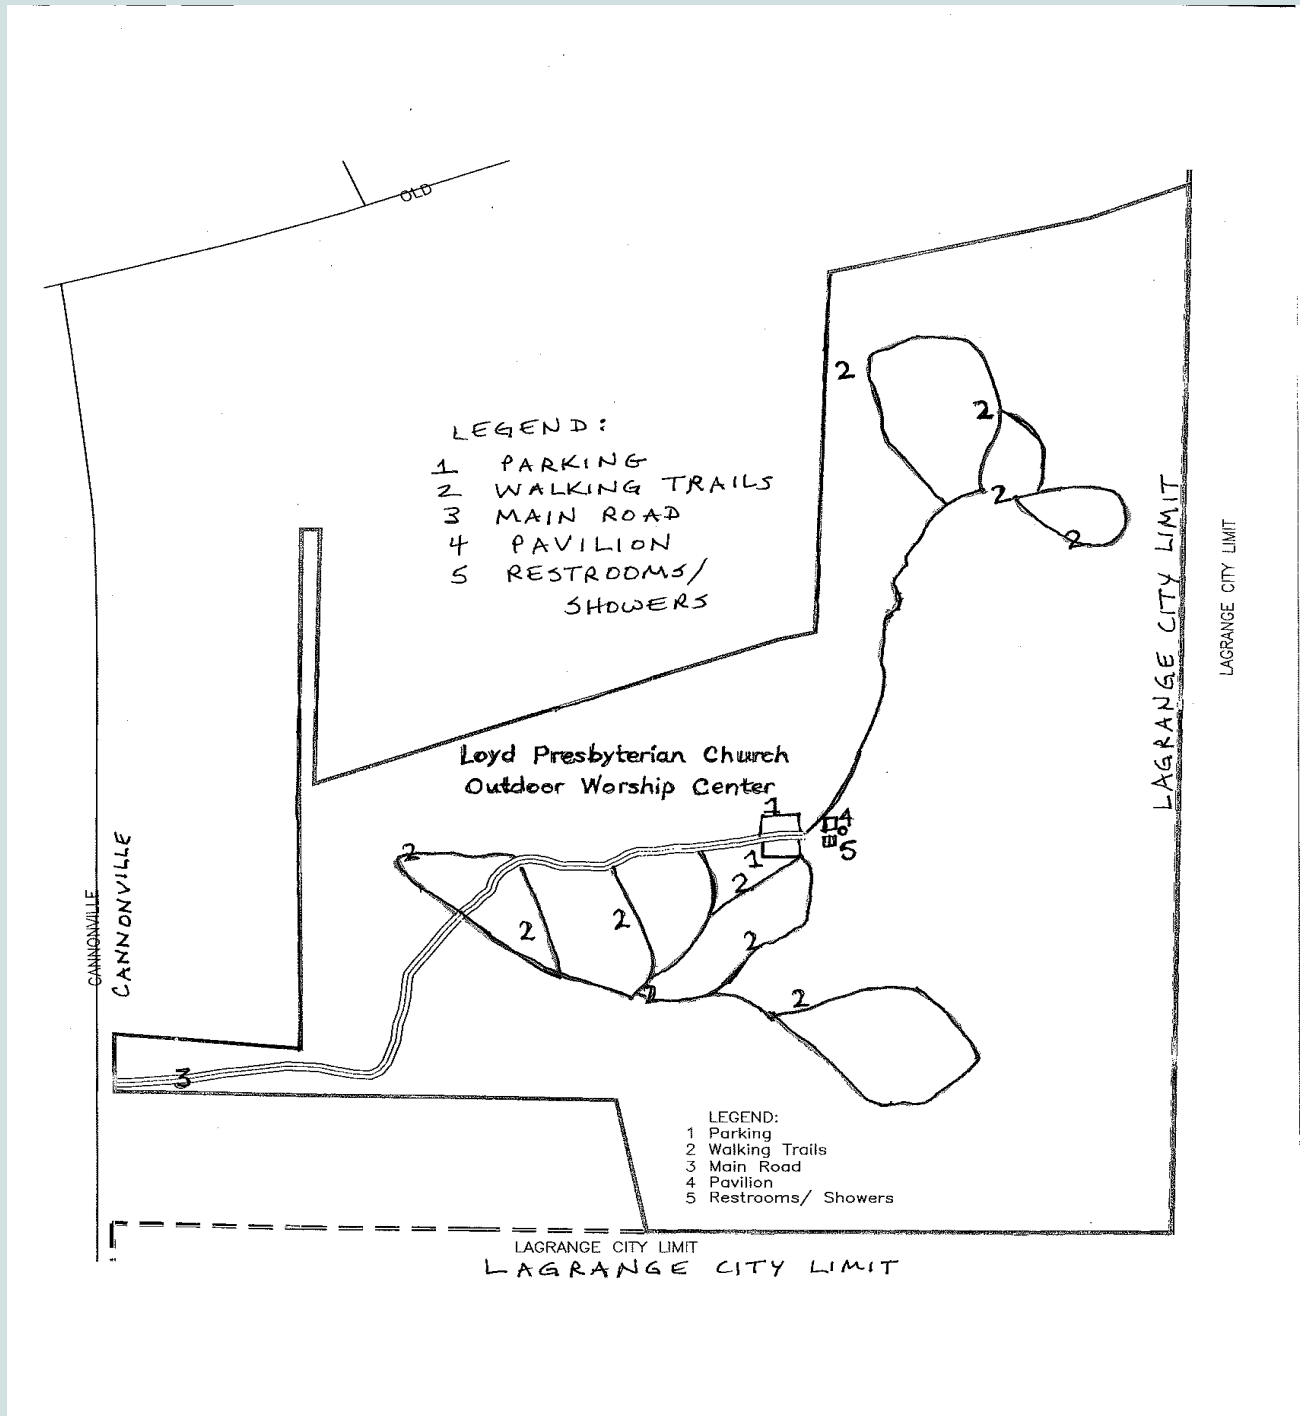 OLD
2
2
LEGEND:
1 PARKING
2 WALKING TRAILS
3 MAIN ROAD
4 PAVILION
5 RESTROOMS/
SHOWERS
2
2
LAGRANGE CITY LIMIT
LAGRANGE CITY LIMIT
Loyd Presbyterian Church
Outdoor Worship Center
1
4
5
1
2
2
2
2
2
2
2
CANNONVILLE
CANNONVILLE
3
LEGEND:
1 Parking
2 Walking Trails
3 Main Road
4 Pavilion
5 Restrooms/ Showers
LAGRANGE CITY LIMIT
LAGRANGE CITY LIMIT